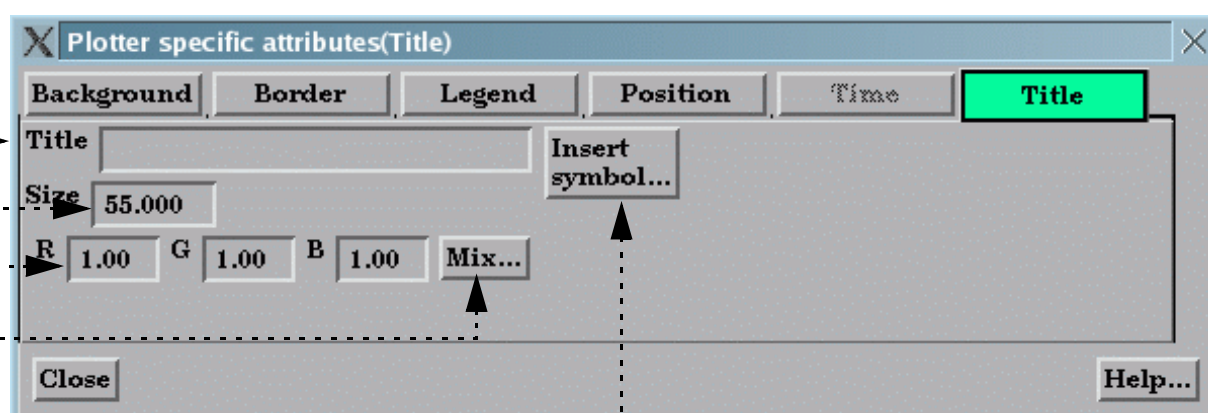 Plotter specific attributes(Title)
Background Border Legend Position Time Title
Title Insert symbol...
Size 55.000
R 1.00 G 1.00 B 1.00 Mix...
Close Help...